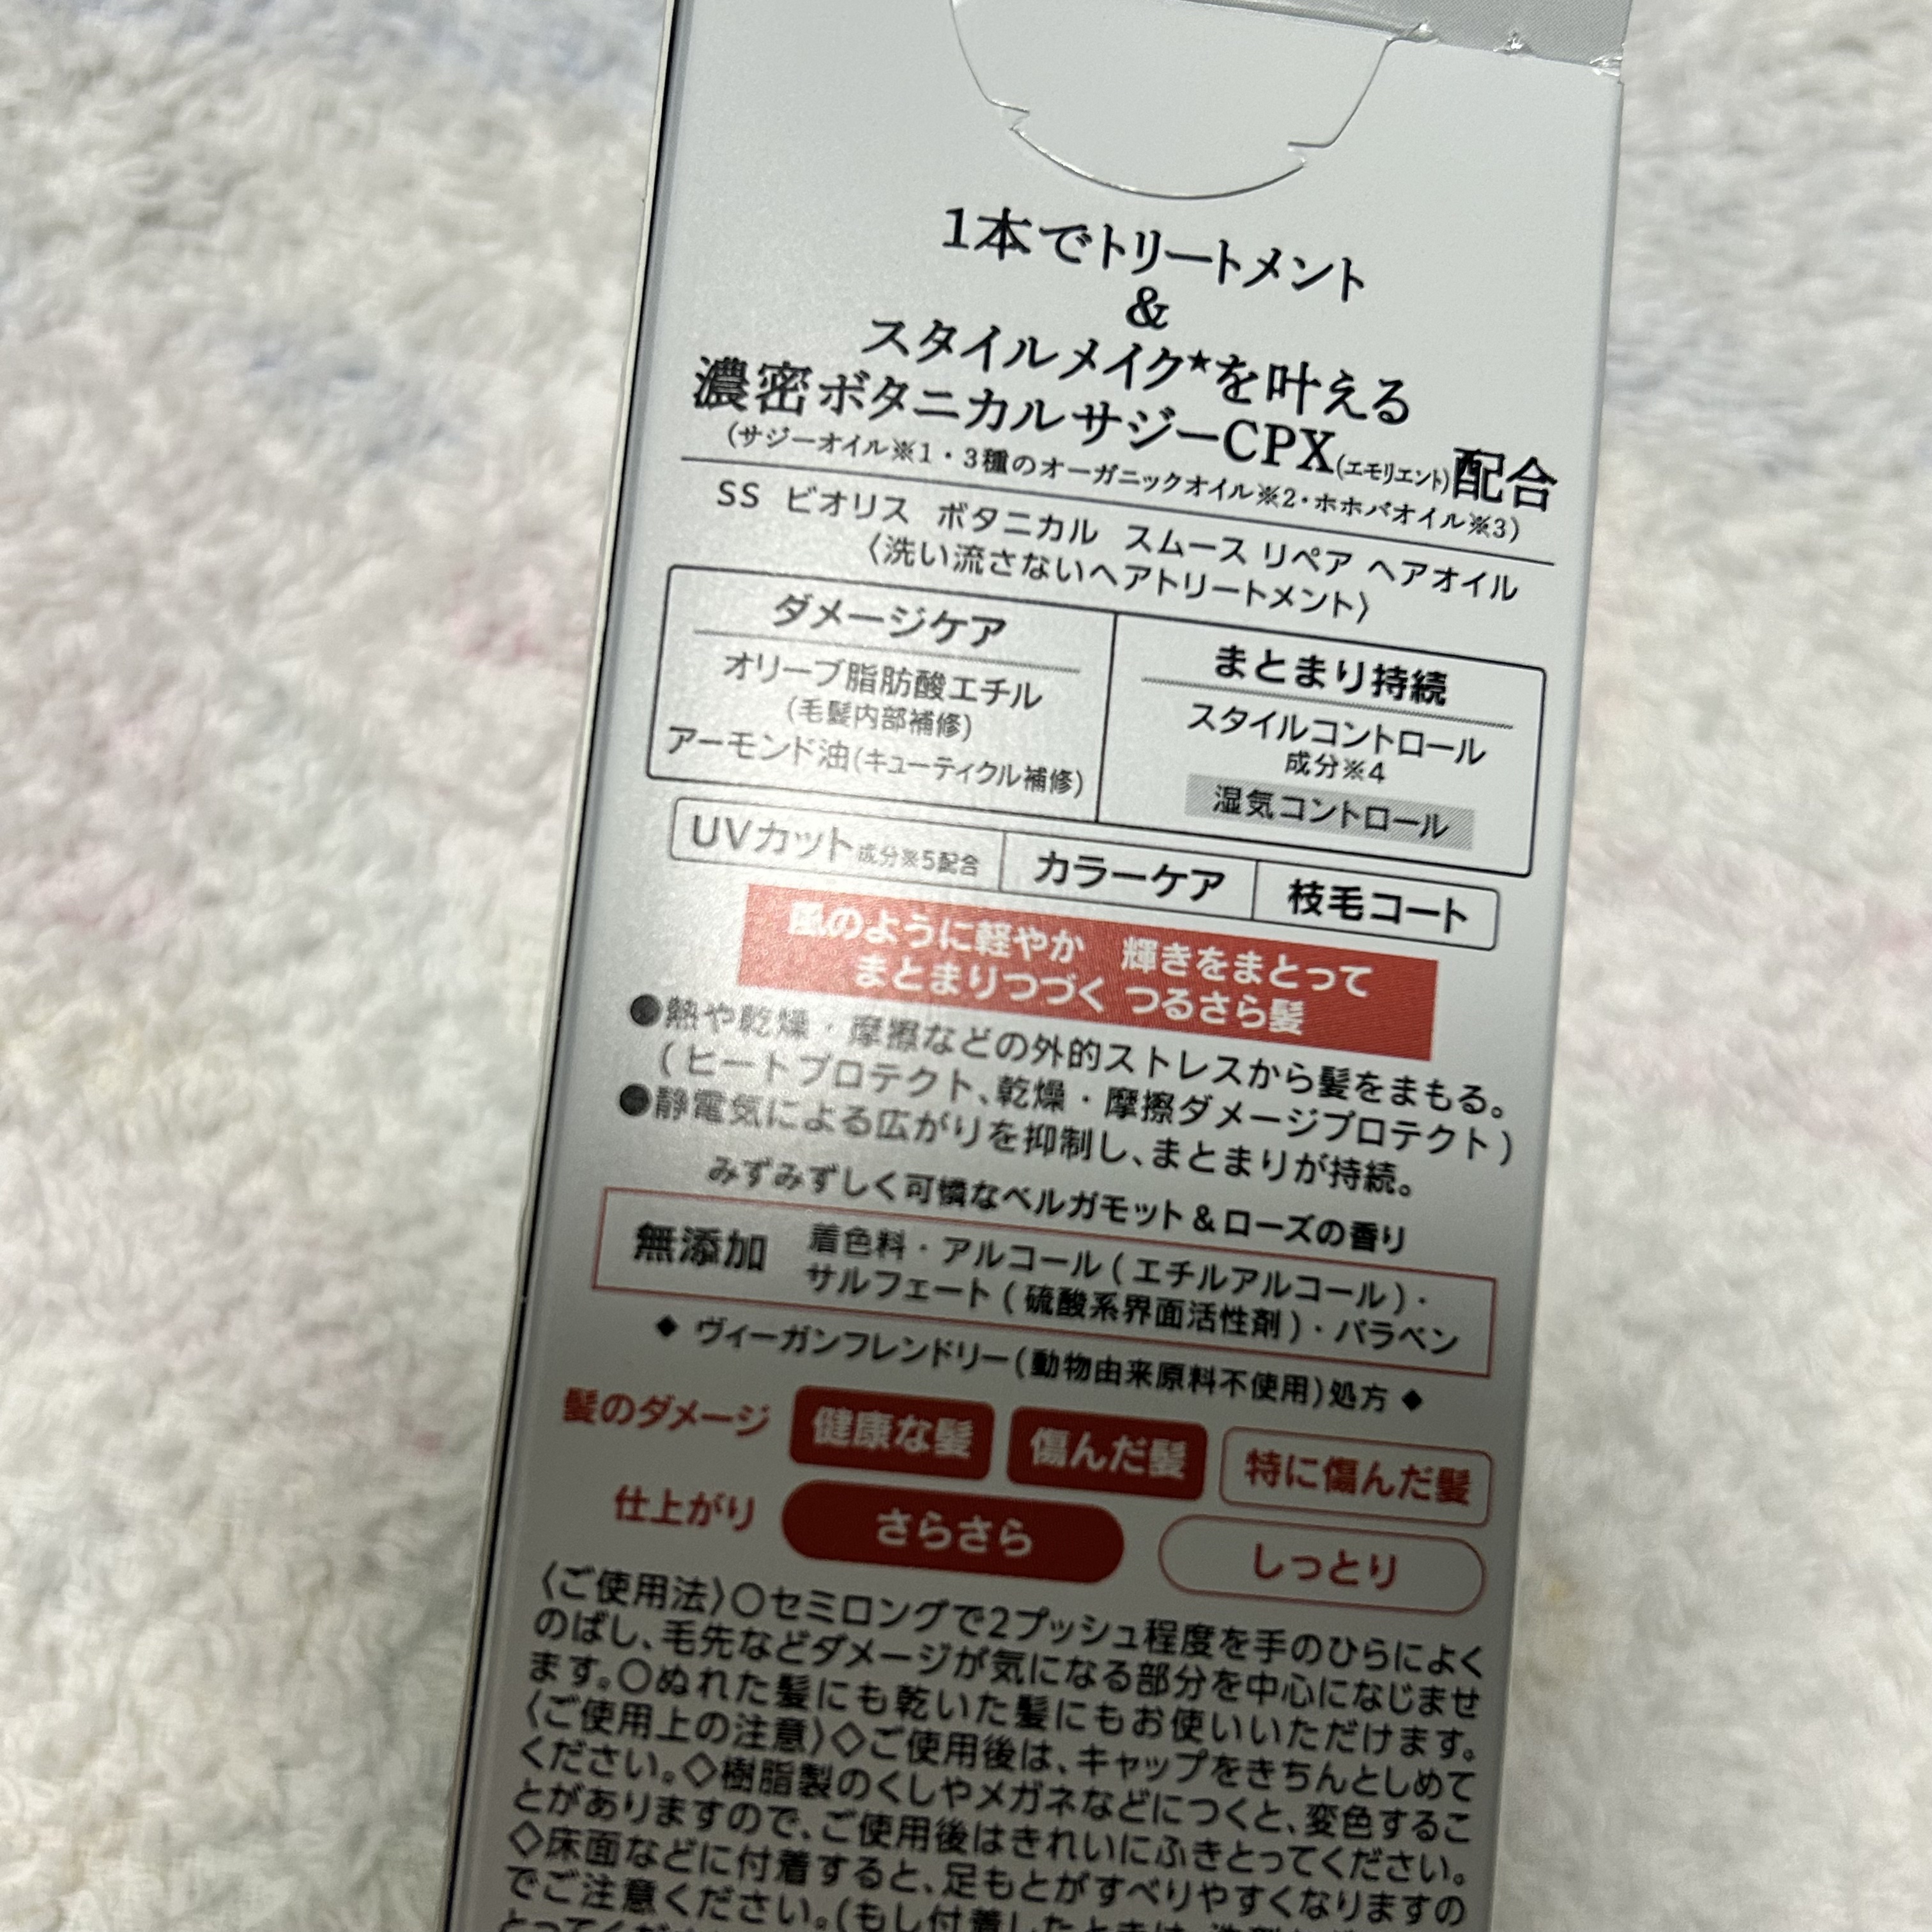 1本でトリートメント
&
スタイルメイク★を叶える
濃密ボタニカルサジーCPX(エモリエント)配合
(サジーオイル※1・3種のオーガニックオイル※2・ホホバオイル※3)
SS ビオリス ボタニカル スムース リペア ヘアオイル
〈洗い流さないヘアトリートメント〉
ダメージケア
オリーブ脂肪酸エチル
(毛髪内部補修)
アーモンド油(キューティクル補修)
まとまり持続
スタイルコントロール
成分※4
湿気コントロール
UVカット成分※5配合
カラーケア
枝毛コート
風のように軽やか 輝きをまとって
まとまりつづく つるさら髪
●熱や乾燥・摩擦などの外的ストレスから髪をまもる。
(ヒートプロテクト、乾燥・摩擦ダメージプロテクト)
●静電気による広がりを抑制し、まとまりが持続。
みずみずしく可憐なベルガモット&ローズの香り
無添加
着色料・アルコール(エチルアルコール)・
サルフェート(硫酸系界面活性剤)・パラベン
◆ ヴィーガンフレンドリー(動物由来原料不使用)処方 ◆
髪のダメージ 健康な髪 傷んだ髪 特に傷んだ髪
仕上がり さらさら しっとり
〈ご使用法〉○セミロングで2プッシュ程度を手のひらによく
のばし、毛先などダメージが気になる部分を中心になじませ
ます。○ぬれた髪にも乾いた髪にもお使いいただけます。
〈ご使用上の注意〉◇ご使用後は、キャップをきちんとしめて
ください。◇樹脂製のくしやメガネなどにつくと、変色するこ
とがありますので、ご使用後はきれいにふきとってください。
◇床面などに付着すると、足もとがすべりやすくなりますの
でご注意ください。(もし付着したときは、洗剤